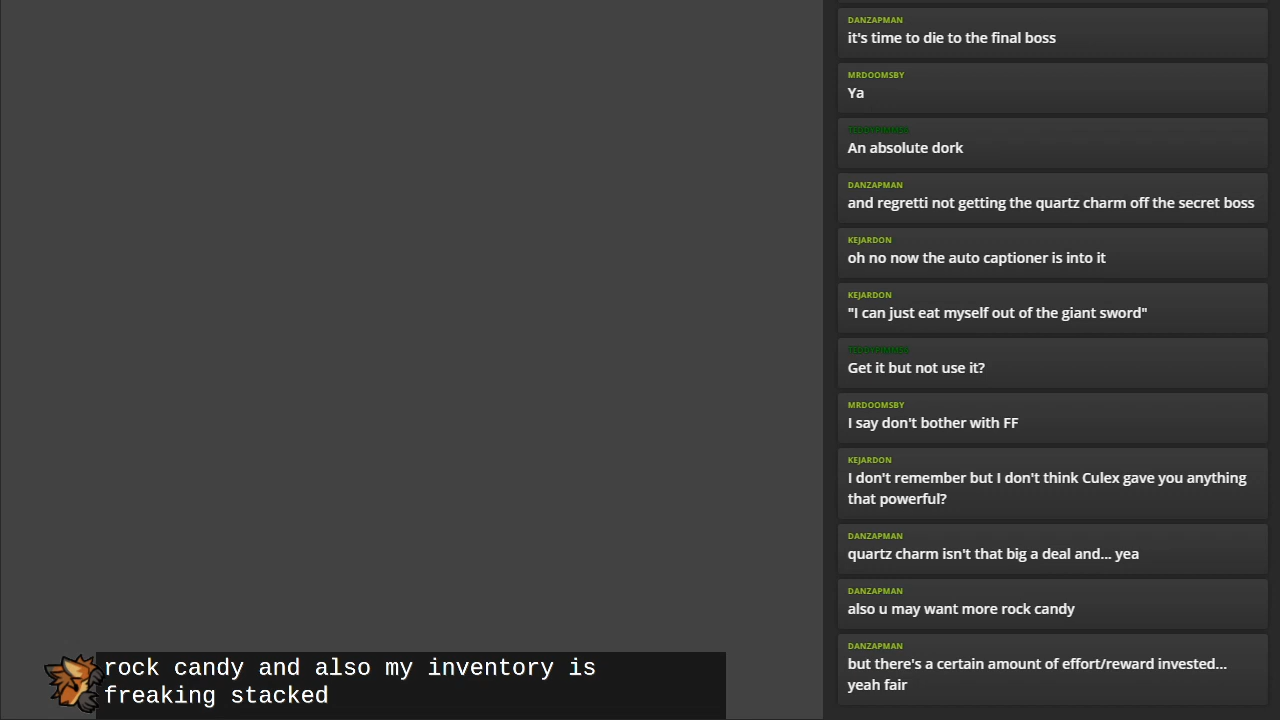 DANZAPMAN
it's time to die to the final boss
MRDOOMSBY
Ya
An absolute dork
DANZAPMAN
and regretti not getting the quartz charm off the secret boss
KEJARDON
oh no now the auto captioner is into it
KEJARDON
"I can just eat myself out of the giant sword"
Get it but not use it?
MRDOOMSBY
I say don't bother with FF
KEJARDON
I don't remember but I don't think Culex gave you anything
that powerful?
DANZAPMAN
quartz charm isn't that big a deal and... yea
DANZAPMAN
also u may want more rock candy
DANZAPMAN
but there's a certain amount of effort/reward invested...
yeah fair
rock candy and also my inventory is
freaking stacked